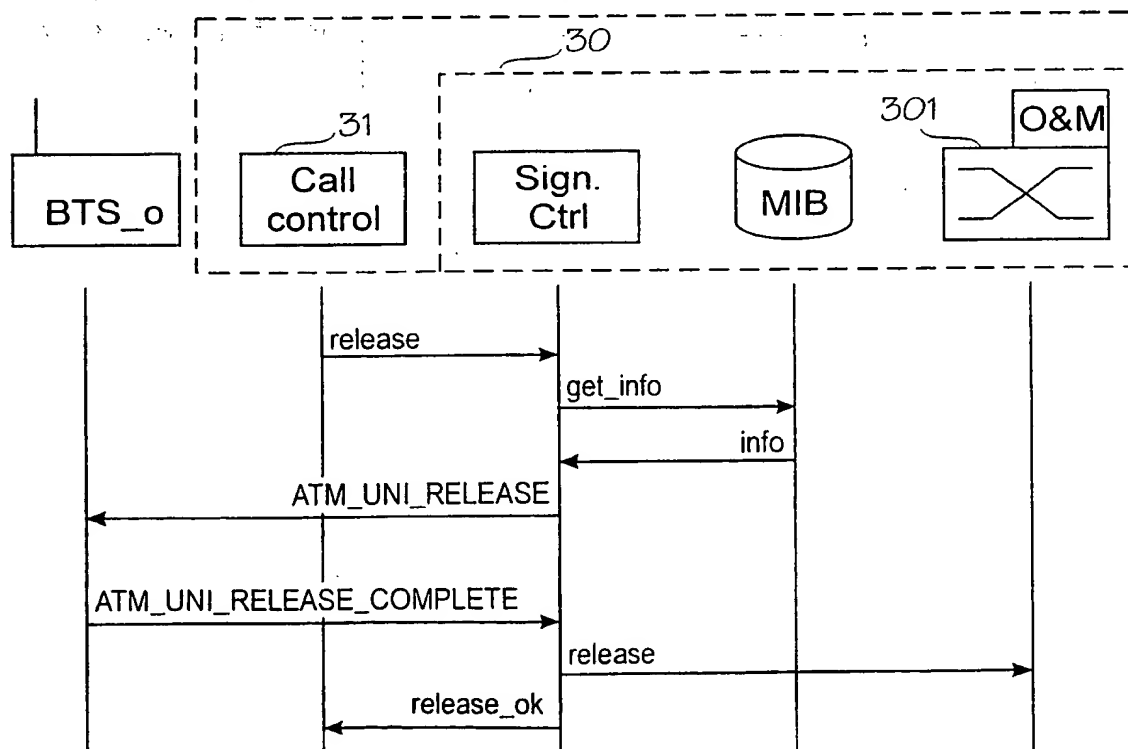 30
31
301
O&M
BTS_o
Call
control
Sign.
Ctrl
MIB
release
get_info
info
ATM_UNI_RELEASE
ATM_UNI_RELEASE_COMPLETE
release
release_ok